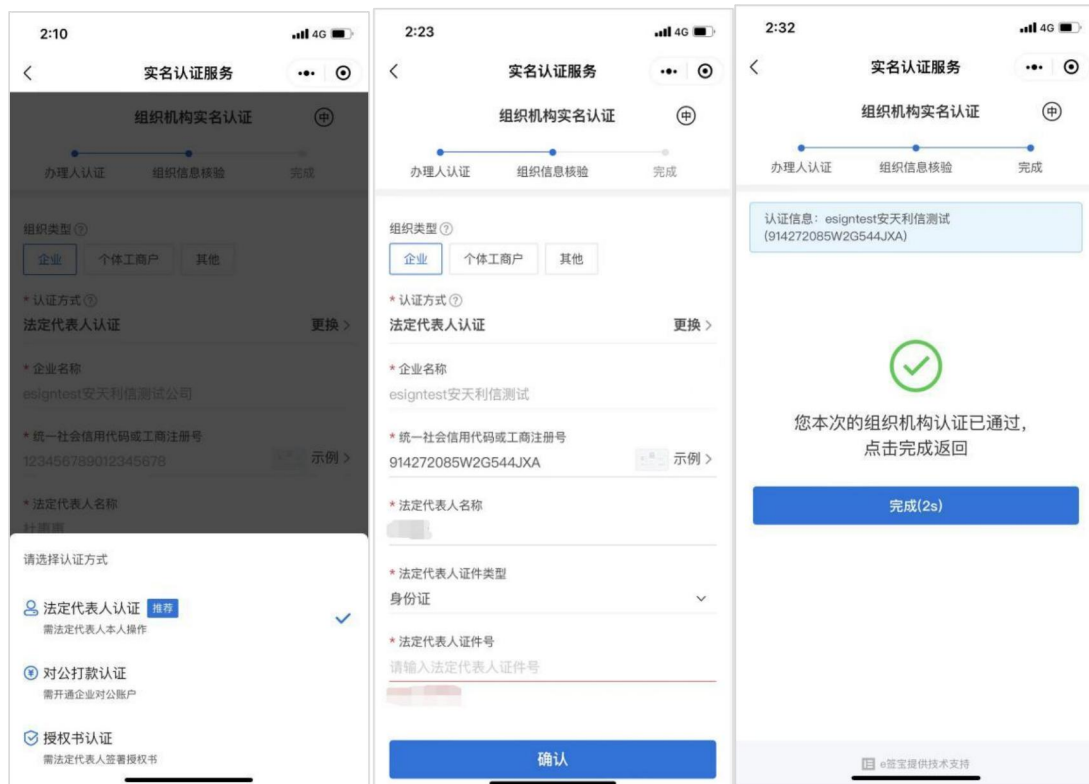 2:10
4G
实名认证服务
组织机构实名认证
中
办理人认证
组织信息核验
完成
组织类型
企业
个体工商户
其他
* 认证方式
法定代表人认证
更换
* 企业名称
esigntest安天利信测试公司
* 统一社会信用代码或工商注册号
123456789012345678
示例
* 法定代表人名称
请选择认证方式
法定代表人认证
推荐
需法定代表人本人操作
对公打款认证
需开通企业对公账户
授权书认证
需法定代表人签署授权书
2:23
4G
实名认证服务
组织机构实名认证
中
办理人认证
组织信息核验
完成
组织类型
企业
个体工商户
其他
* 认证方式
法定代表人认证
更换
* 企业名称
esigntest安天利信测试
* 统一社会信用代码或工商注册号
914272085W2G544JXA
示例
* 法定代表人名称
* 法定代表人证件类型
身份证
* 法定代表人证件号
请输入法定代表人证件号
确认
2:32
4G
实名认证服务
组织机构实名认证
中
办理人认证
组织信息核验
完成
认证信息：esigntest安天利信测试
(914272085W2G544JXA)
您本次的组织机构认证已通过，
点击完成返回
完成(2s)
e签宝提供技术支持